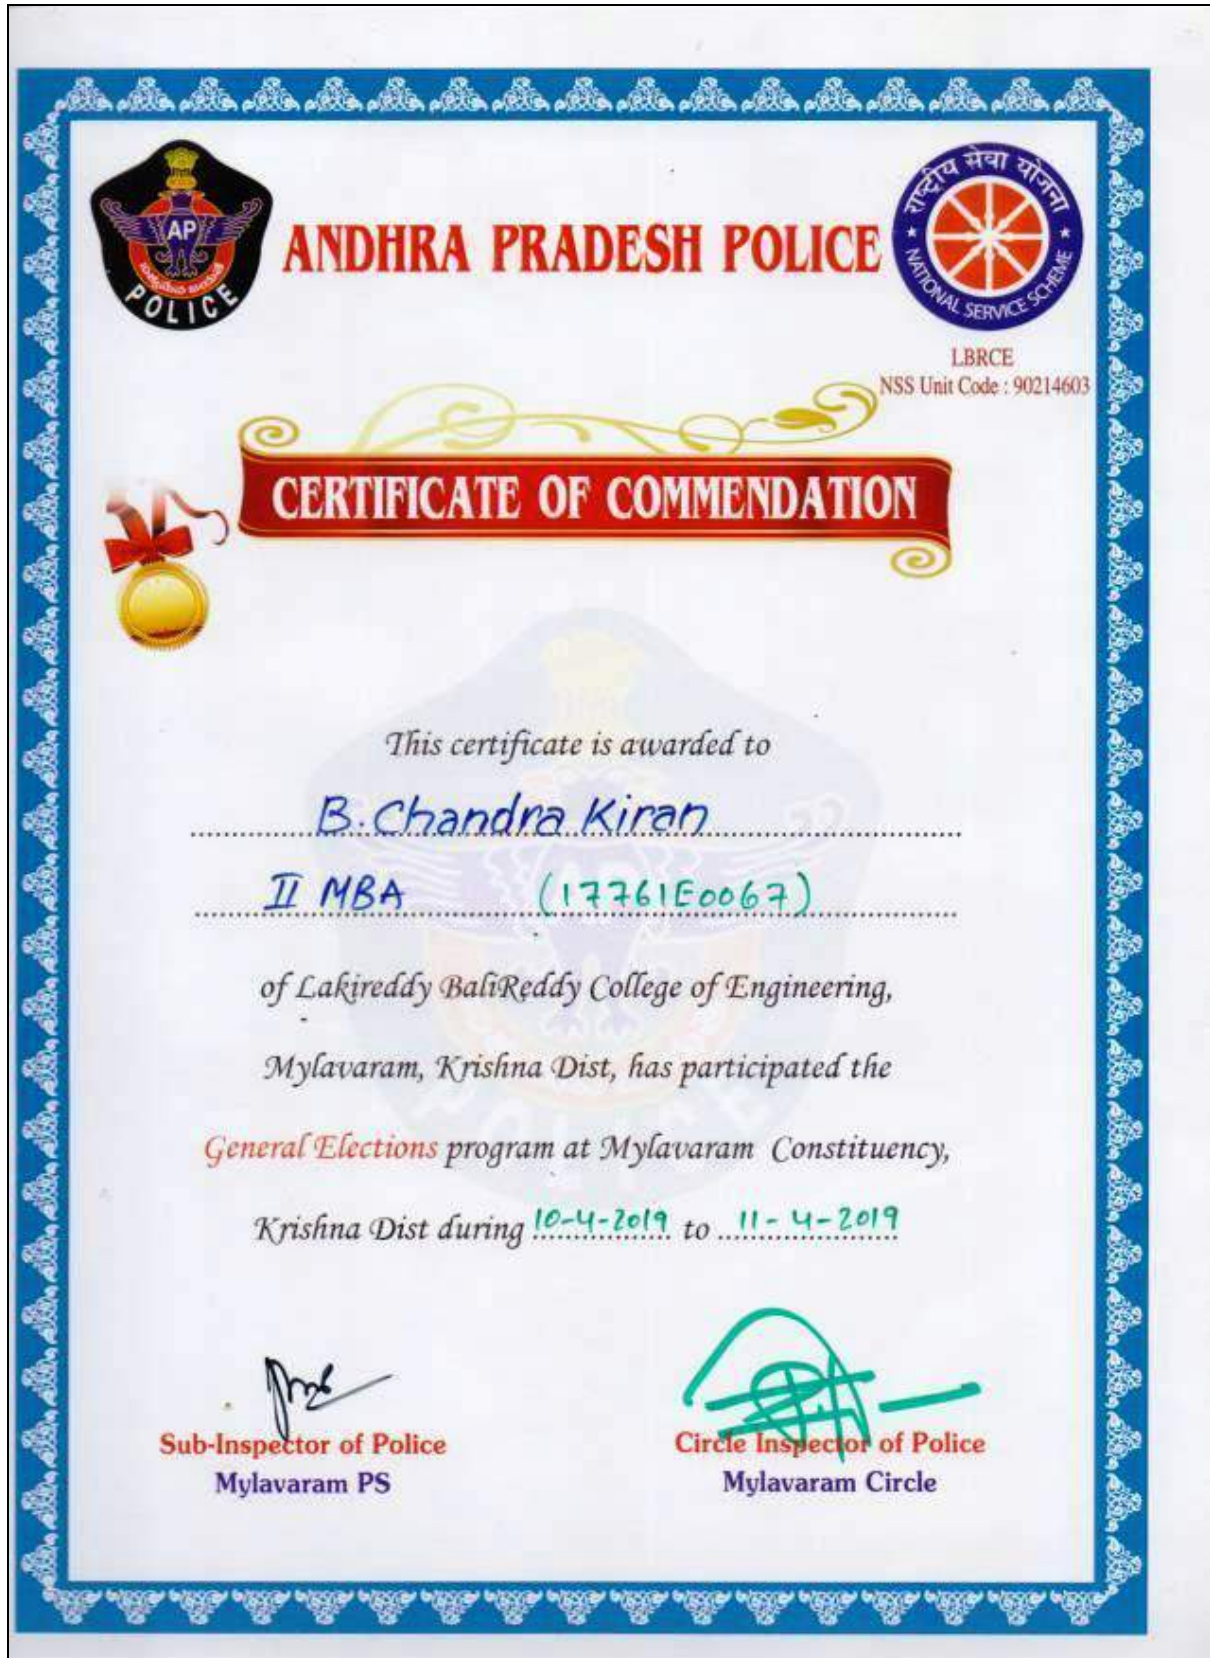 ANDHRA PRADESH POLICE
AP
POLICE
राष्ट्रीय सेवा योजना
NATIONAL SERVICE SCHEME
LBRCE
NSS Unit Code : 90214603
CERTIFICATE OF COMMENDATION
This certificate is awarded to
B. Chandra Kiran
II MBA (17761E0067)
of Lakireddy BaliReddy College of Engineering,
Mylavaram, Krishna Dist, has participated the
General Elections program at Mylavaram Constituency,
Krishna Dist during 10-4-2019 to 11-4-2019
Sub-Inspector of Police
Mylavaram PS
Circle Inspector of Police
Mylavaram Circle